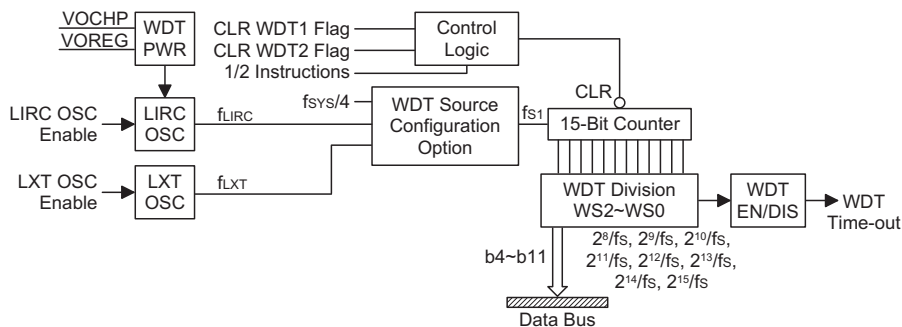 VOCHP
VOREG
WDT
PWR
CLR WDT1 Flag
CLR WDT2 Flag
1/2 Instructions
Control
Logic
CLR
LIRC OSC
Enable
LIRC
OSC
fLIRC
fSYS/4
WDT Source
Configuration
Option
fS1
15-Bit Counter
LXT OSC
Enable
LXT
OSC
fLXT
WDT Division
WS2~WS0
WDT
EN/DIS
WDT
Time-out
b4~b11
2⁸/fS, 2⁹/fS, 2¹⁰/fS,
2¹¹/fS, 2¹²/fS, 2¹³/fS,
2¹⁴/fS, 2¹⁵/fS
Data Bus